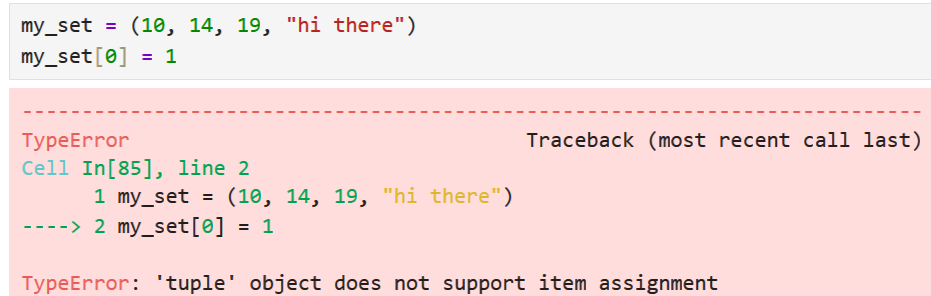 my_set = (10, 14, 19, "hi there")
my_set[0] = 1
---------------------------------------------------------------------------
TypeError Traceback (most recent call last)
Cell In[85], line 2
1 my_set = (10, 14, 19, "hi there")
----> 2 my_set[0] = 1
TypeError: 'tuple' object does not support item assignment